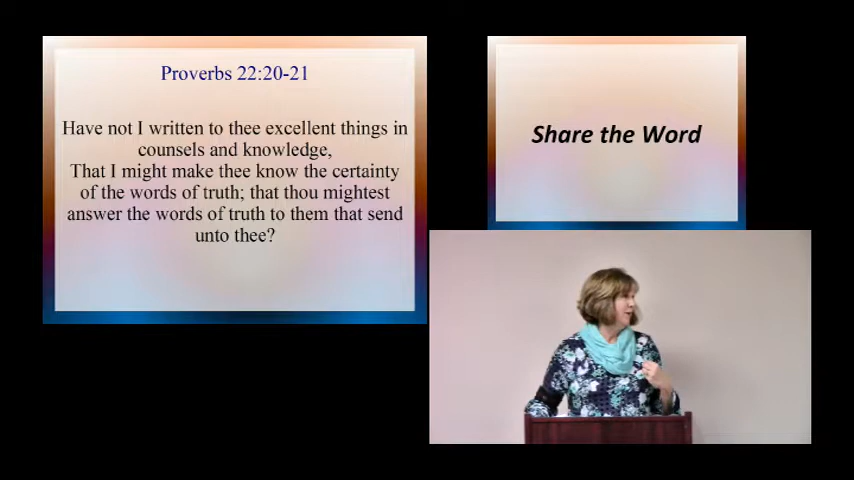 Proverbs 22:20-21
Have not I written to thee excellent things in
counsels and knowledge,
That I might make thee know the certainty
of the words of truth; that thou mightest
answer the words of truth to them that send
unto thee?
Share the Word